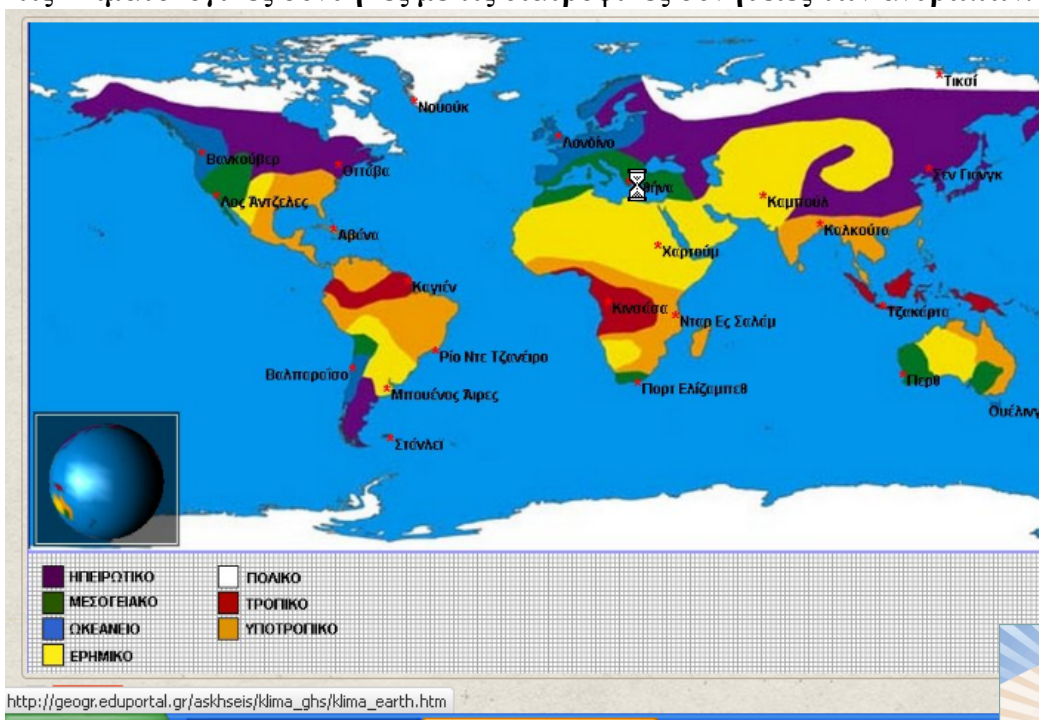 Τικσί
Νουούκ
Λονδίνο
Βανκούβερ
Οττάβα
Σεν Γιάνγκ
Λος Άντζελες
Καμπούλ
Αβάνα
Καλκούτα
Χαρτούμ
Καγιέν
Κινσάσα
Τζακάρτα
Νταρ Ες Σαλάμ
Ρίο Ντε Τζανέιρο
Βαλπαραΐσο
Περθ
Μπουένος Άιρες
Πορτ Ελίζαμπεθ
Στάνλεϊ
ΗΠΕΙΡΩΤΙΚΟ
ΠΟΛΙΚΟ
ΜΕΣΟΓΕΙΑΚΟ
ΤΡΟΠΙΚΟ
ΩΚΕΑΝΕΙΟ
ΥΠΟΤΡΟΠΙΚΟ
ΕΡΗΜΙΚΟ
http://geogr.eduportal.gr/askhseis/klima_ghs/klima_earth.htm